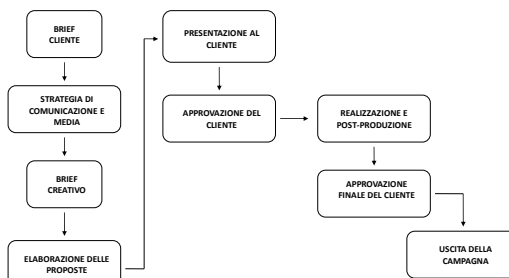 BRIEF
CLIENTE
STRATEGIA DI
COMUNICAZIONE E
MEDIA
BRIEF
CREATIVO
ELABORAZIONE DELLE
PROPOSTE
PRESENTAZIONE AL
CLIENTE
APPROVAZIONE DEL
CLIENTE
REALIZZAZIONE E
POST-PRODUZIONE
APPROVAZIONE
FINALE DEL CLIENTE
USCITA DELLA
CAMPAGNA